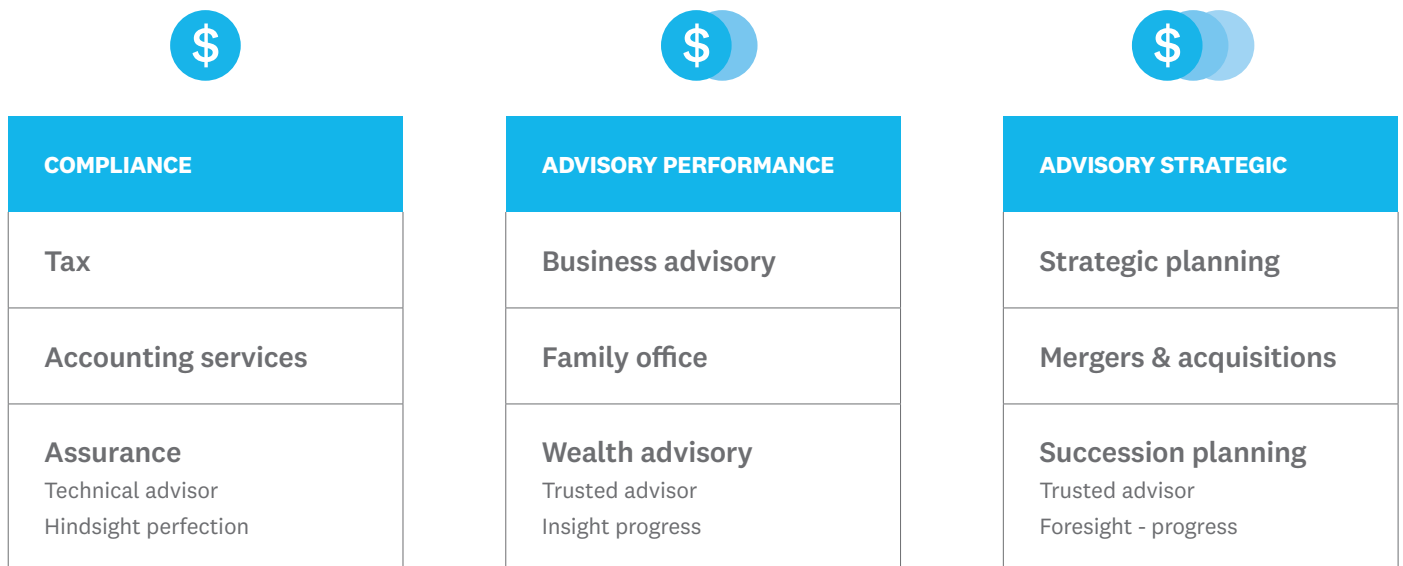 $
$
$
COMPLIANCE
Tax
Accounting services
Assurance
Technical advisor
Hindsight perfection
ADVISORY PERFORMANCE
Business advisory
Family office
Wealth advisory
Trusted advisor
Insight progress
ADVISORY STRATEGIC
Strategic planning
Mergers & acquisitions
Succession planning
Trusted advisor
Foresight - progress